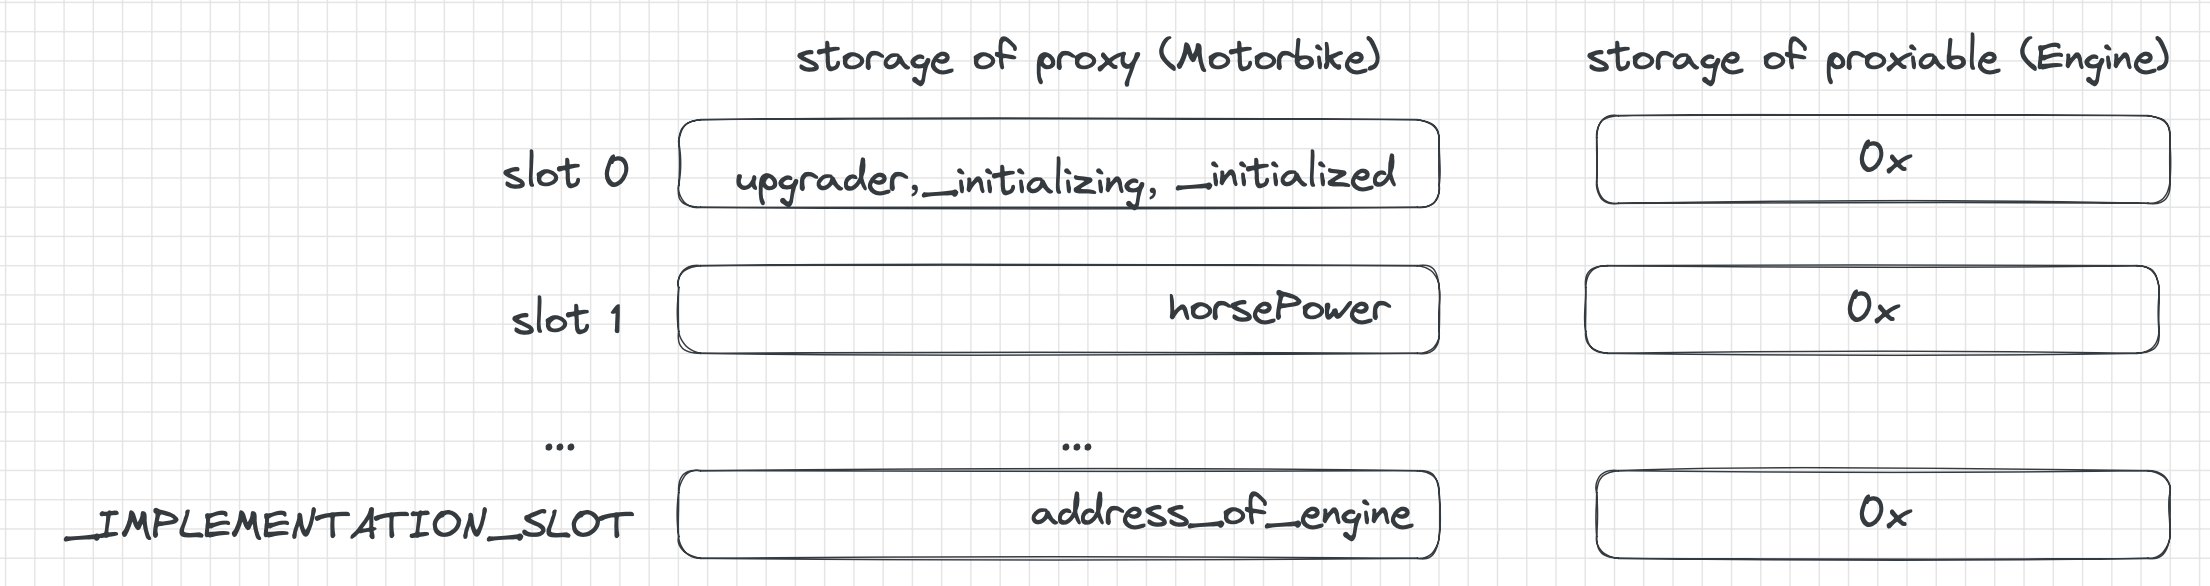 storage of proxy (Motorbike) storage of proxiable (Engine)
slot 0 upgrader,_initializing, _initialized 0x
slot 1 horsePower 0x
... ...
_IMPLEMENTATION_SLOT address_of_engine 0x